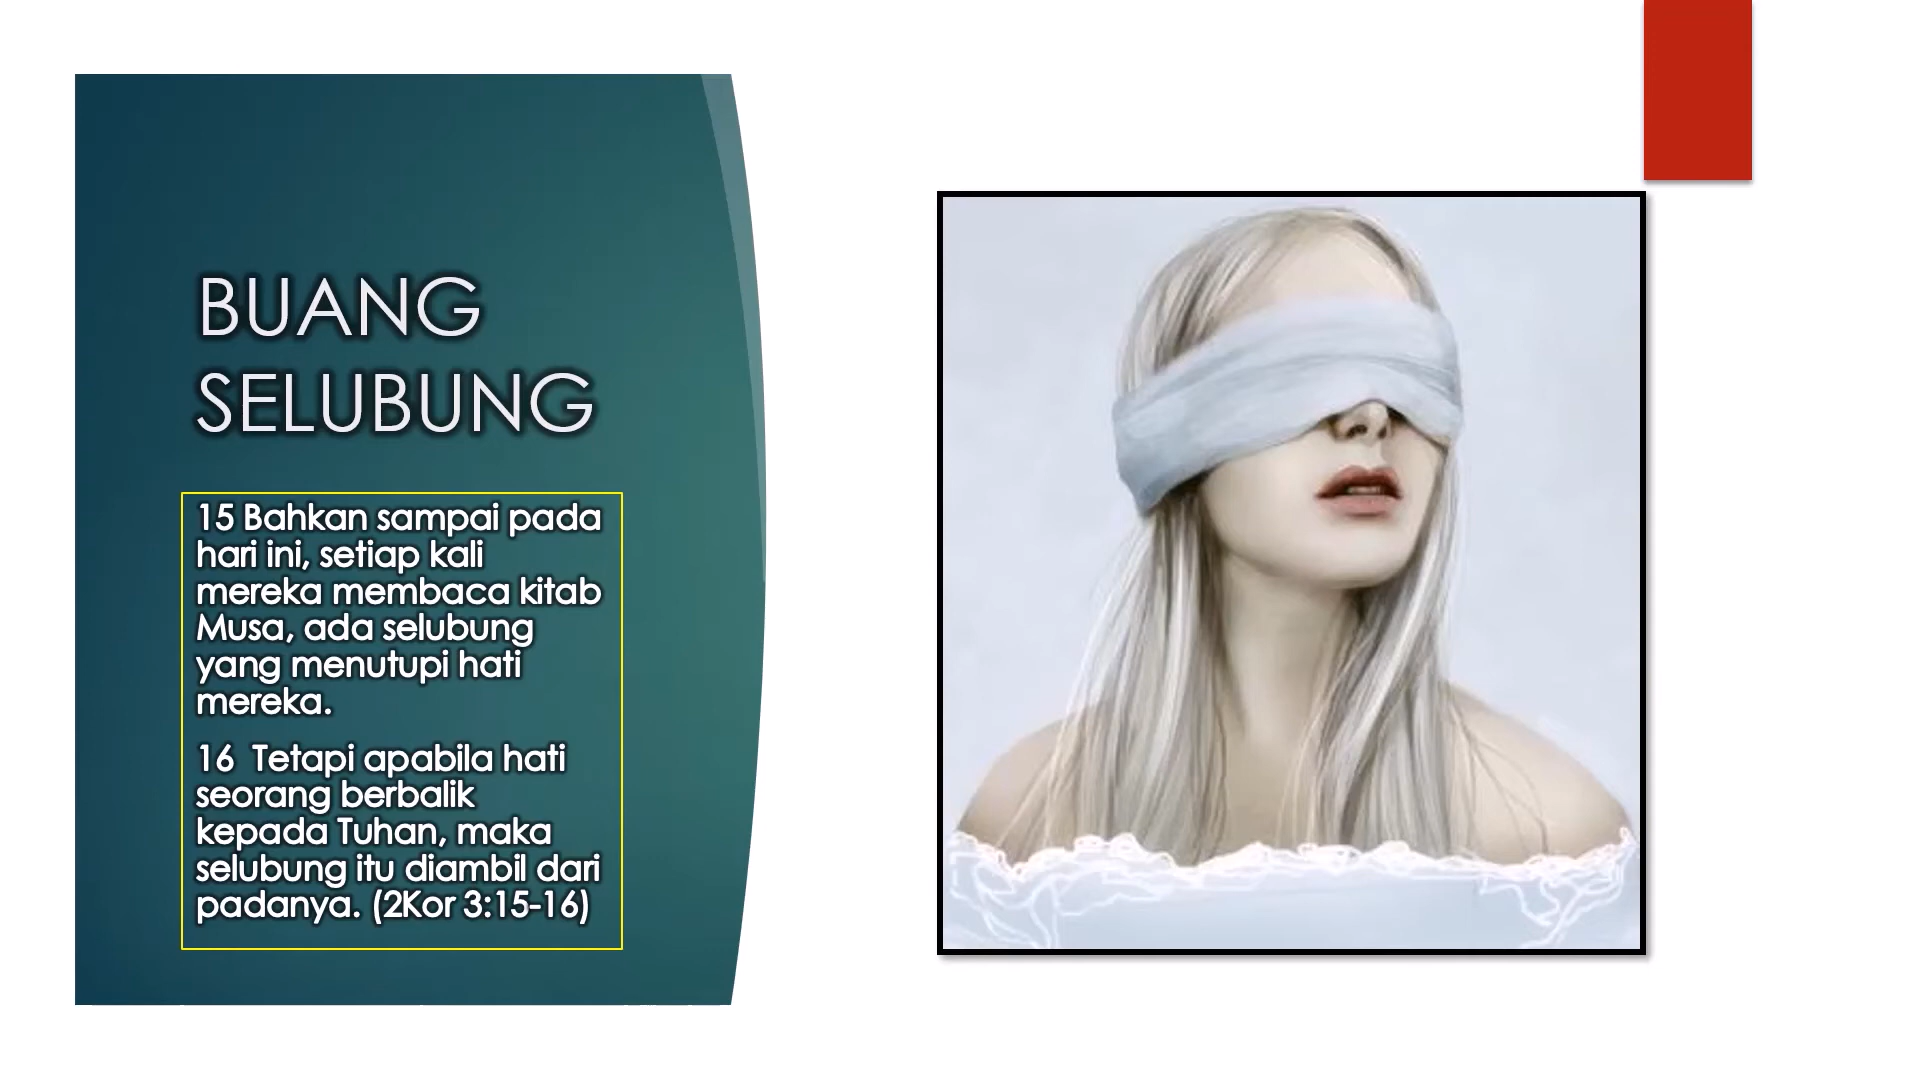 BUANG
SELUBUNG
15 Bahkan sampai pada
hari ini, setiap kali
mereka membaca kitab
Musa, ada selubung
yang menutupi hati
mereka.
16  Tetapi apabila hati
seorang berbalik
kepada Tuhan, maka
selubung itu diambil dari
padanya. (2Kor 3:15-16)